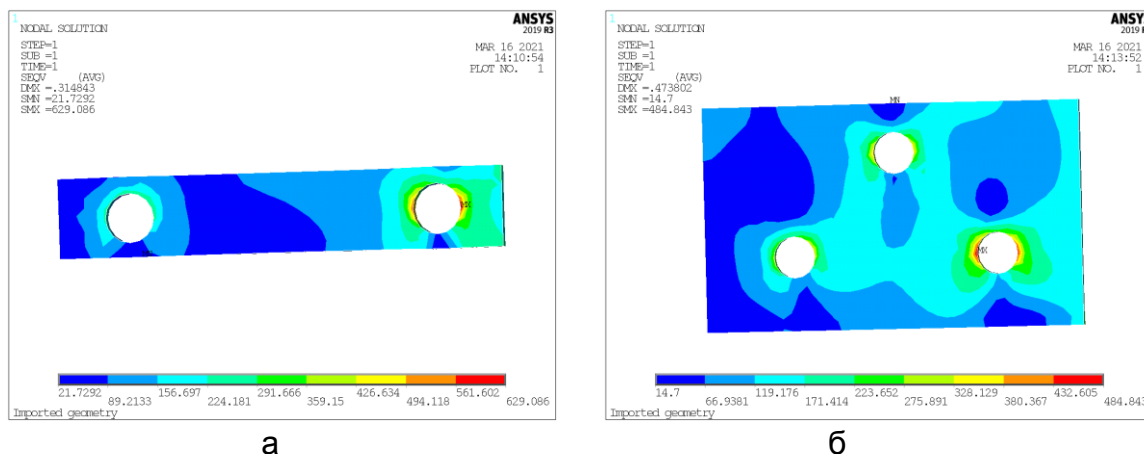 1
NODAL SOLUTION
STEP=1
SUB =1
TIME=1
SEQV (AVG)
DMX =.314843
SMN =21.7292
SMX =629.086
ANSYS
2019 R3
MAR 16 2021
14:10:54
PLOT NO. 1
MX
21.7292 156.697 291.666 426.634 561.602
89.2133 224.181 359.15 494.118 629.086
Imported geometry
а
1
NODAL SOLUTION
STEP=1
SUB =1
TIME=1
SEQV (AVG)
DMX =.473802
SMN =14.7
SMX =484.843
ANSYS
2019 R
MAR 16 2021
14:13:52
PLOT NO. 1
MN
MX
14.7 119.176 223.652 328.129 432.605
66.9381 171.414 275.891 380.367 484.843
Imported geometry
б